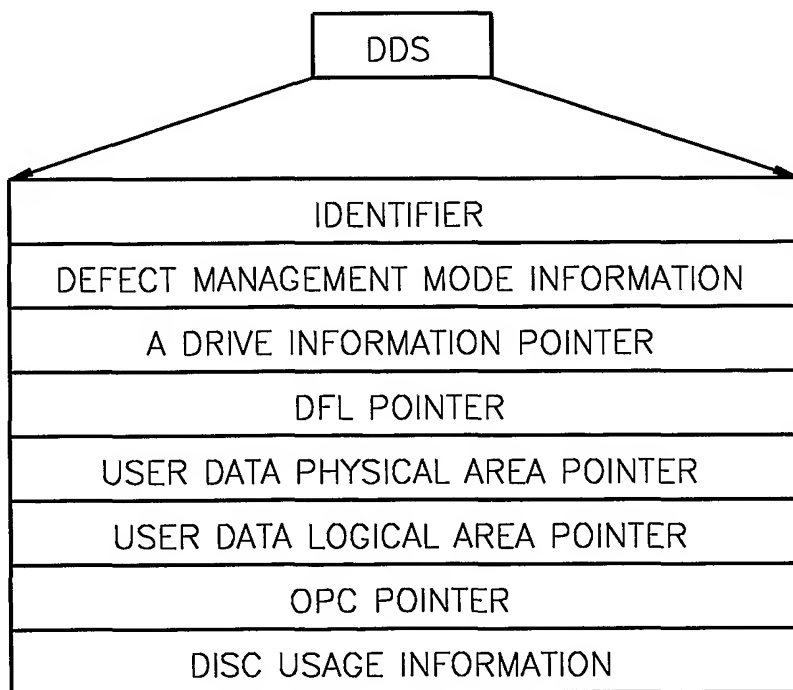 DDS
IDENTIFIER
DEFECT MANAGEMENT MODE INFORMATION
A DRIVE INFORMATION POINTER
DFL POINTER
USER DATA PHYSICAL AREA POINTER
USER DATA LOGICAL AREA POINTER
OPC POINTER
DISC USAGE INFORMATION